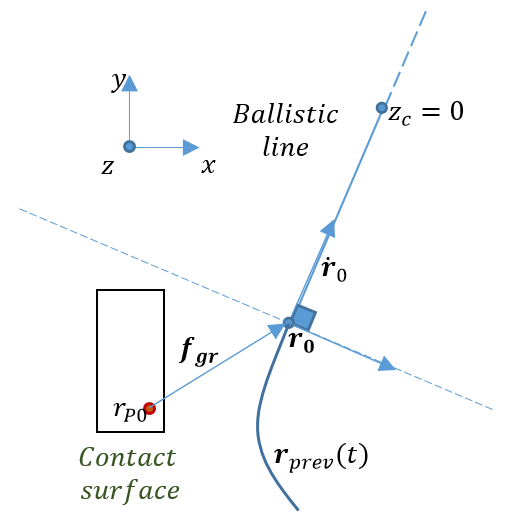 y
z
x
Ballistic
line
z_c = 0
ṙ_0
r_0
f_gr
r_P0
r_prev(t)
Contact
surface